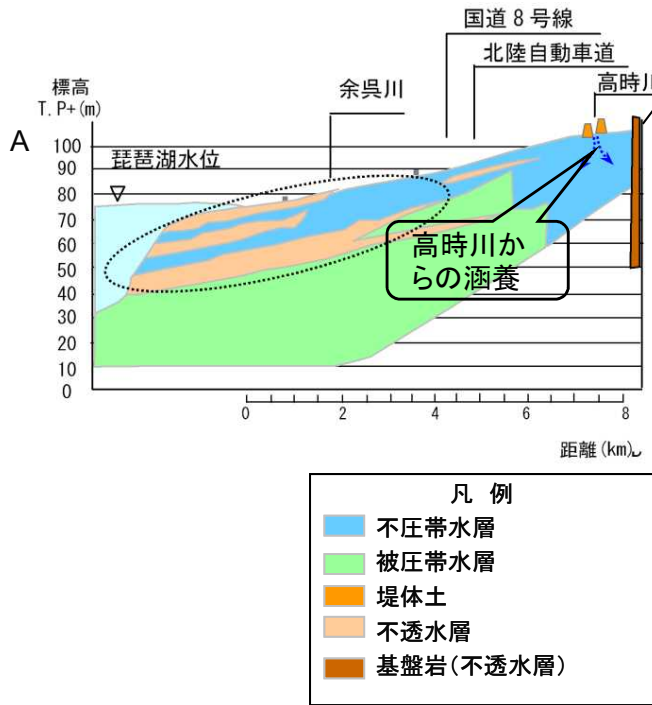 国道8号線
北陸自動車道
高時川
余呉川
標高
T.P+(m)
A
琵琶湖水位
100
90
80
70
60
50
40
30
20
10
0
高時川か
らの涵養
0 2 4 6 8
距離(km)
凡 例
不圧帯水層
被圧帯水層
堤体土
不透水層
基盤岩(不透水層)